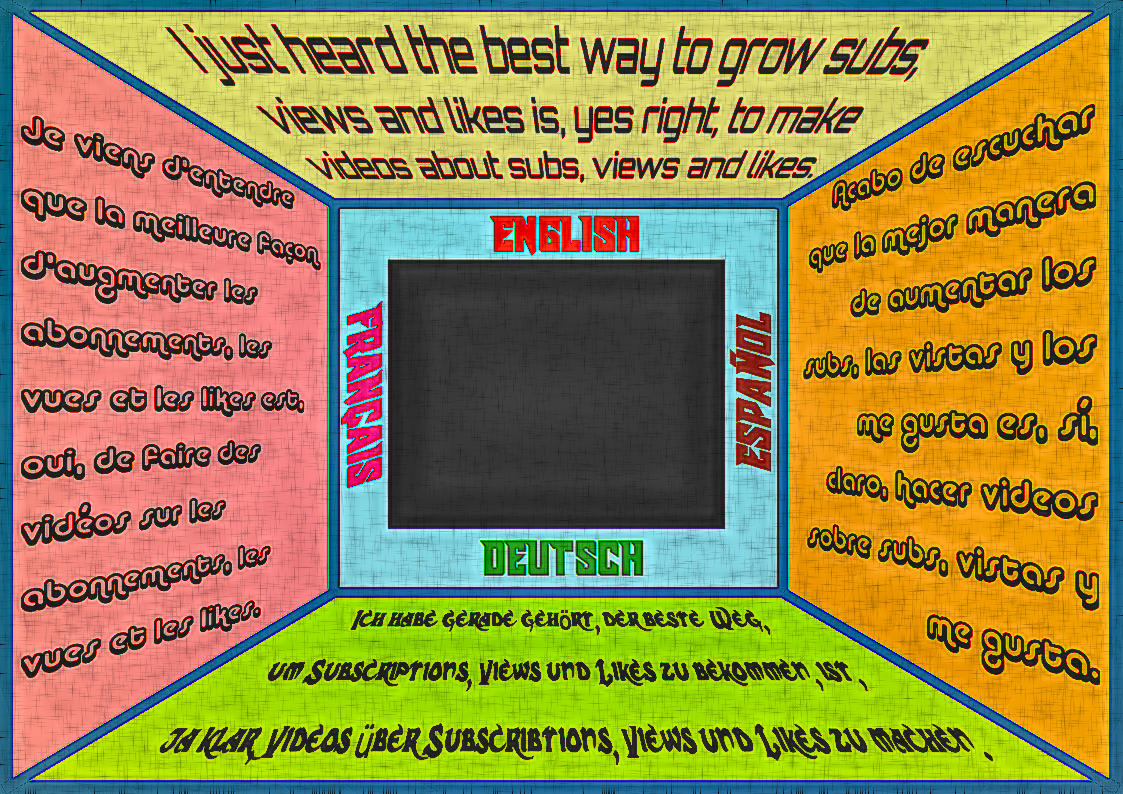 I just heard the best way to grow subs,
views and likes is, yes right, to make
videos about subs, views and likes.
Je viens d'entendre
que la meilleure façon
d'augmenter les
abonnements, les
vues et les likes est,
oui, de faire des
vidéos sur les
abonnements, les
vues et les likes.
ENGLISH
FRANÇAIS
ESPAÑOL
DEUTSCH
Acabo de escuchar
que la mejor manera
de aumentar los
subs, las vistas y los
me gusta es, sí,
claro, hacer videos
sobre subs, vistas y
me gusta.
Ich habe gerade gehört, der beste Weg,,
um Subscriptions, Views und Likes zu bekommen ,ist ,
ja klar Videos über Subscribtions, Views und Likes zu machen .